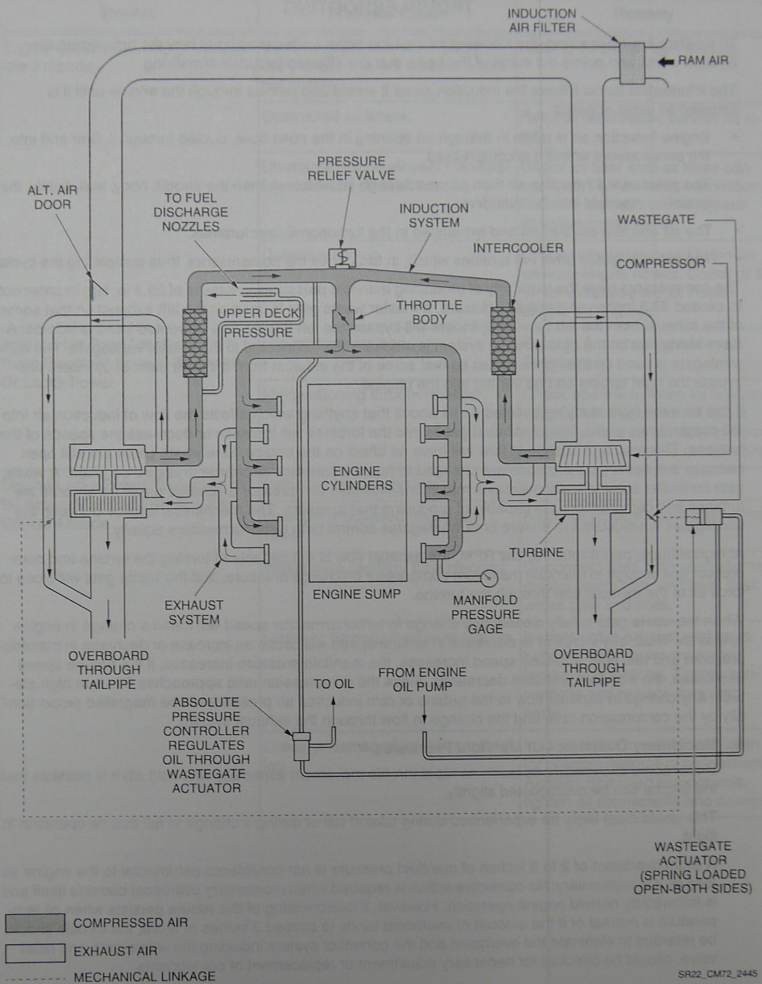 INDUCTION
AIR FILTER
RAM AIR
PRESSURE
RELIEF VALVE
ALT. AIR
DOOR
TO FUEL
DISCHARGE
NOZZLES
INDUCTION
SYSTEM
WASTEGATE
INTERCOOLER
COMPRESSOR
UPPER DECK
PRESSURE
THROTTLE
BODY
ENGINE
CYLINDERS
TURBINE
ENGINE SUMP
EXHAUST
SYSTEM
MANIFOLD
PRESSURE
GAGE
OVERBOARD
THROUGH
TAILPIPE
OVERBOARD
THROUGH
TAILPIPE
TO OIL
FROM ENGINE
OIL PUMP
ABSOLUTE
PRESSURE
CONTROLLER
REGULATES
OIL THROUGH
WASTEGATE
ACTUATOR
WASTEGATE
ACTUATOR
(SPRING LOADED
OPEN-BOTH SIDES)
COMPRESSED AIR
EXHAUST AIR
MECHANICAL LINKAGE
SR22_CM72_2445